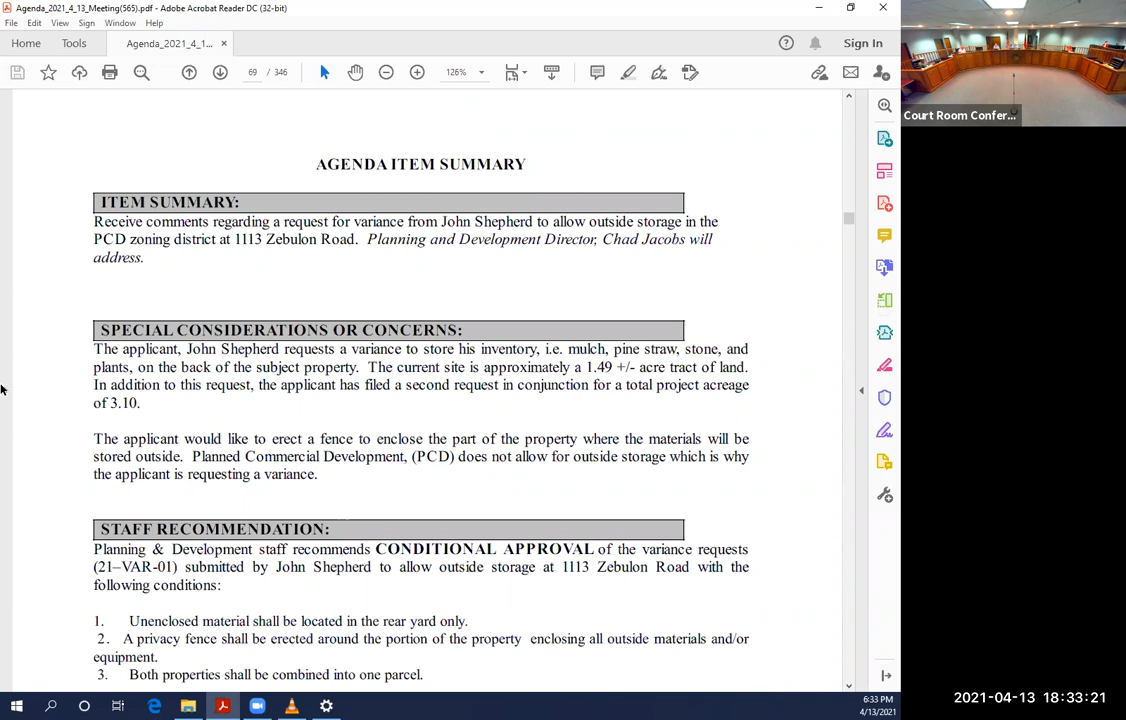 Agenda_2021_4_13_Meeting(565).pdf - Adobe Acrobat Reader DC (32-bit)
File Edit View Sign Window Help
Home Tools Agenda_2021_4_1... × Sign In
69 / 346 126%
AGENDA ITEM SUMMARY
ITEM SUMMARY:
Receive comments regarding a request for variance from John Shepherd to allow outside storage in the
PCD zoning district at 1113 Zebulon Road. Planning and Development Director, Chad Jacobs will
address.
SPECIAL CONSIDERATIONS OR CONCERNS:
The applicant, John Shepherd requests a variance to store his inventory, i.e. mulch, pine straw, stone, and
plants, on the back of the subject property. The current site is approximately a 1.49 +/- acre tract of land.
In addition to this request, the applicant has filed a second request in conjunction for a total project acreage
of 3.10.
The applicant would like to erect a fence to enclose the part of the property where the materials will be
stored outside. Planned Commercial Development, (PCD) does not allow for outside storage which is why
the applicant is requesting a variance.
STAFF RECOMMENDATION:
Planning & Development staff recommends CONDITIONAL APPROVAL of the variance requests
(21–VAR-01) submitted by John Shepherd to allow outside storage at 1113 Zebulon Road with the
following conditions:
1. Unenclosed material shall be located in the rear yard only.
2. A privacy fence shall be erected around the portion of the property enclosing all outside materials and/or
equipment.
3. Both properties shall be combined into one parcel.
6:33 PM
4/13/2021
Court Room Confer...
2021-04-13 18:33:21